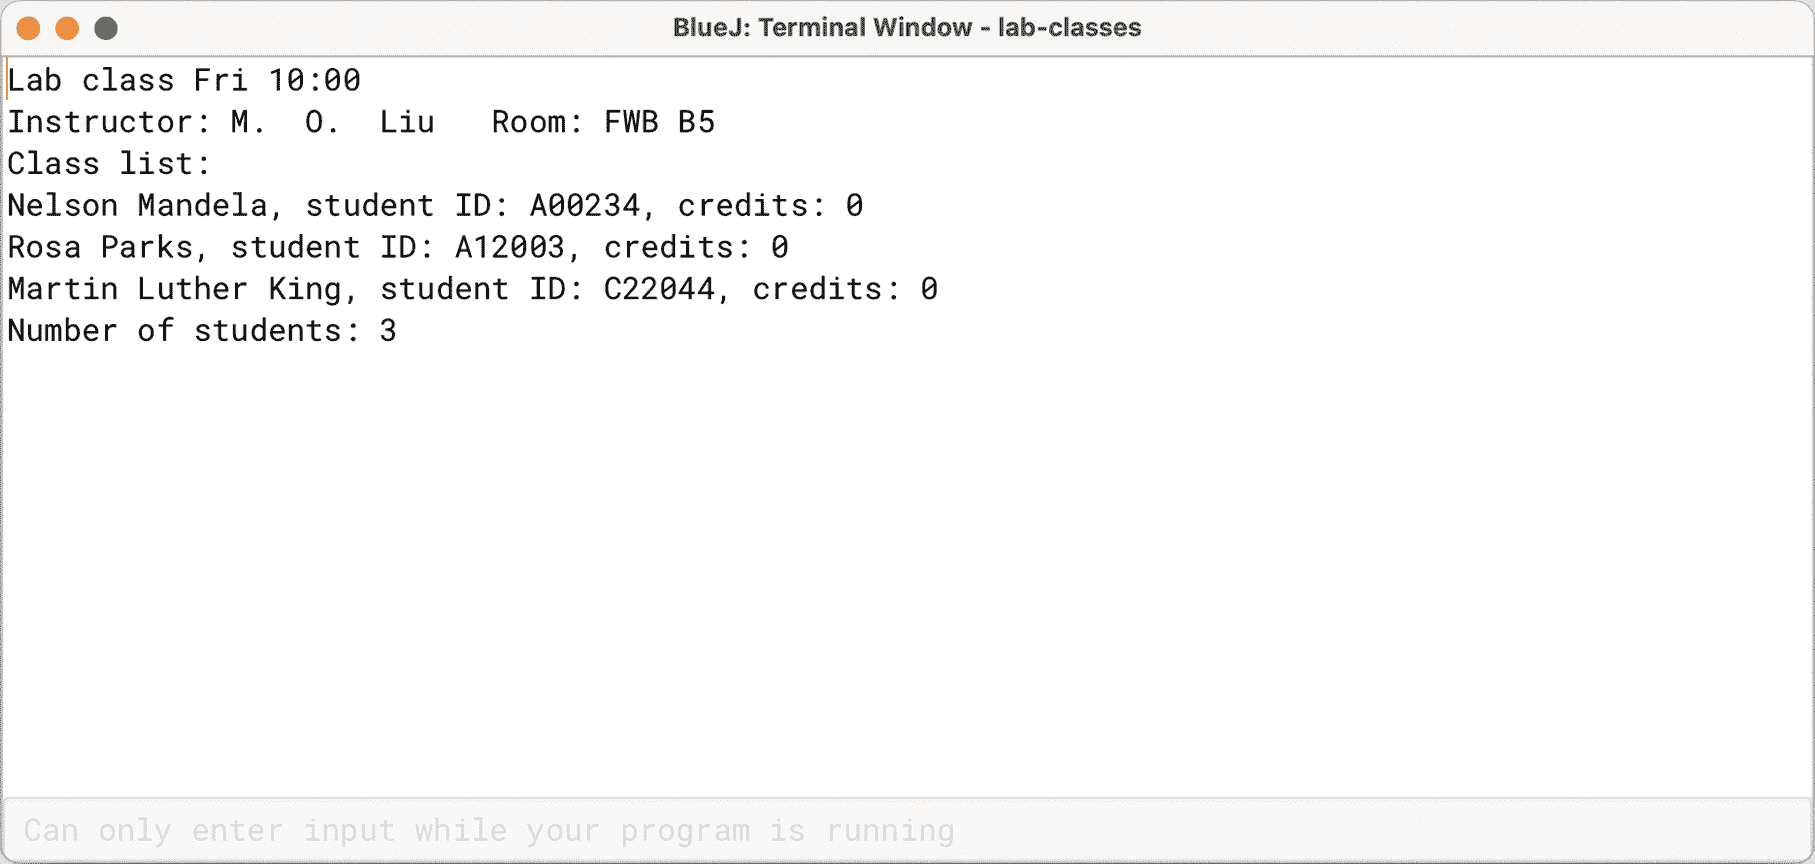 BlueJ: Terminal Window - lab-classes
Lab class Fri 10:00
Instructor: M.  O.  Liu   Room: FWB B5
Class list:
Nelson Mandela, student ID: A00234, credits: 0
Rosa Parks, student ID: A12003, credits: 0
Martin Luther King, student ID: C22044, credits: 0
Number of students: 3
Can only enter input while your program is running